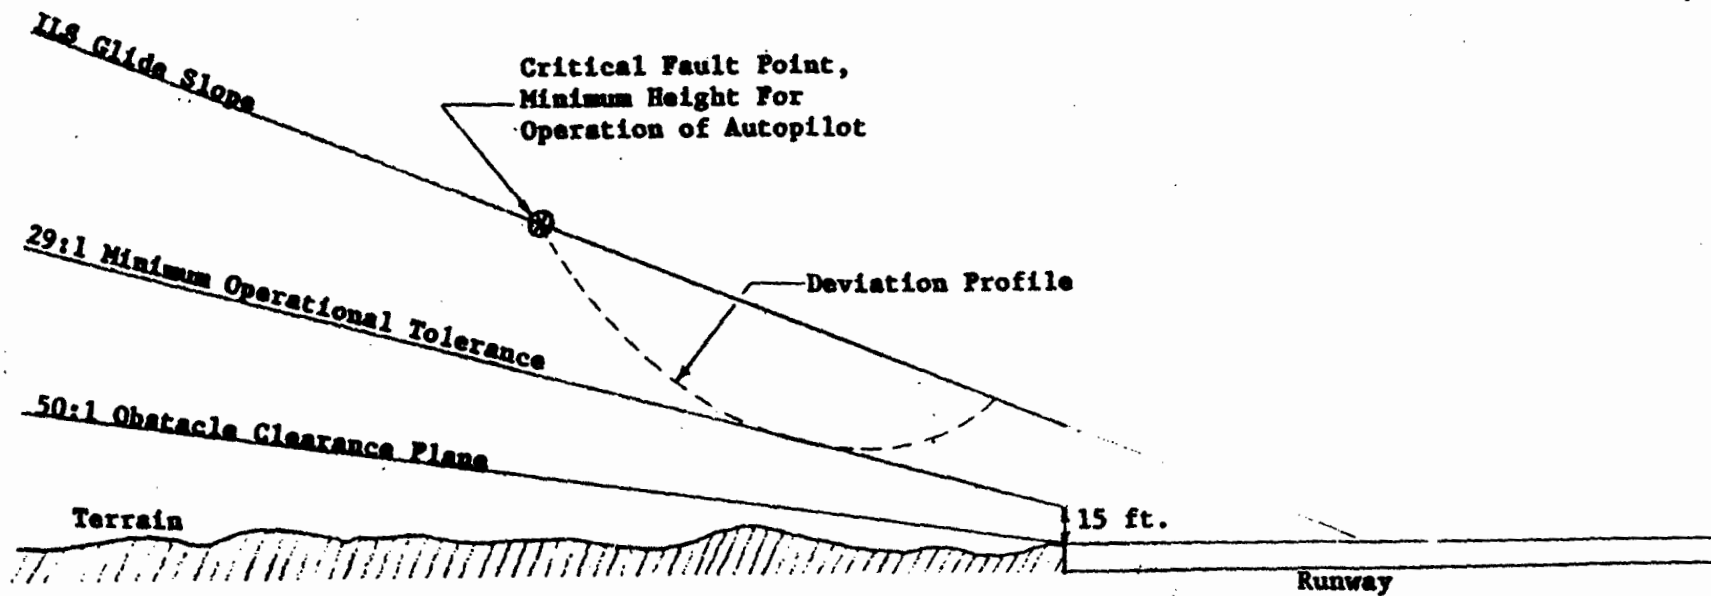 ILS Glide Slope
Critical Fault Point,
Minimum Height For
Operation of Autopilot
29:1 Minimum Operational Tolerance
Deviation Profile
50:1 Obstacle Clearance Plane
Terrain
15 ft.
Runway